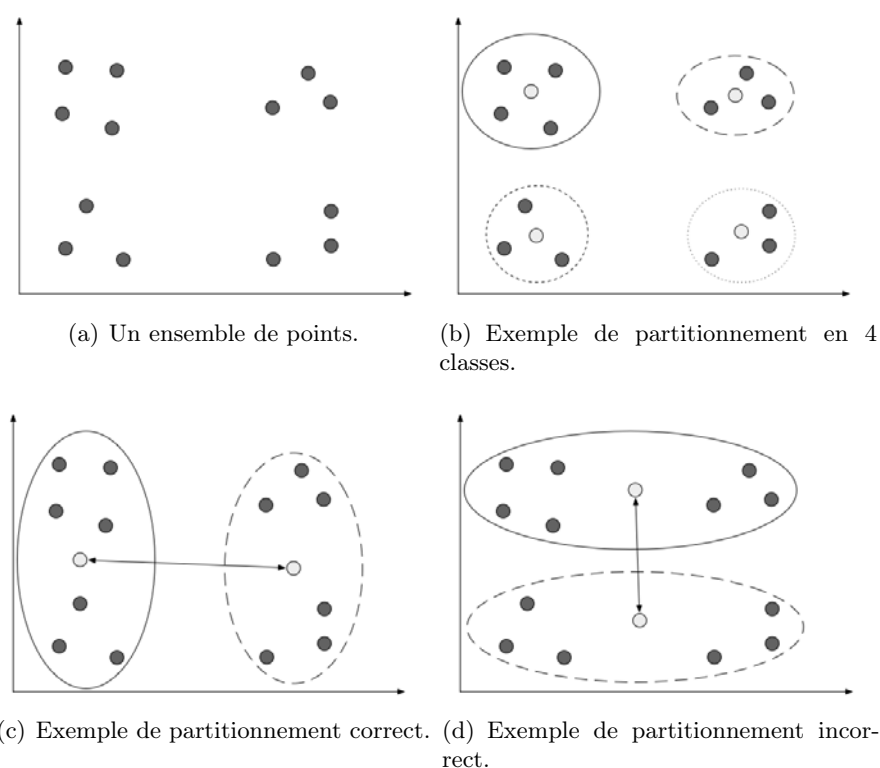 (a) Un ensemble de points.
(b) Exemple de partitionnement en 4
classes.
(c) Exemple de partitionnement correct.
(d) Exemple de partitionnement incor-
rect.